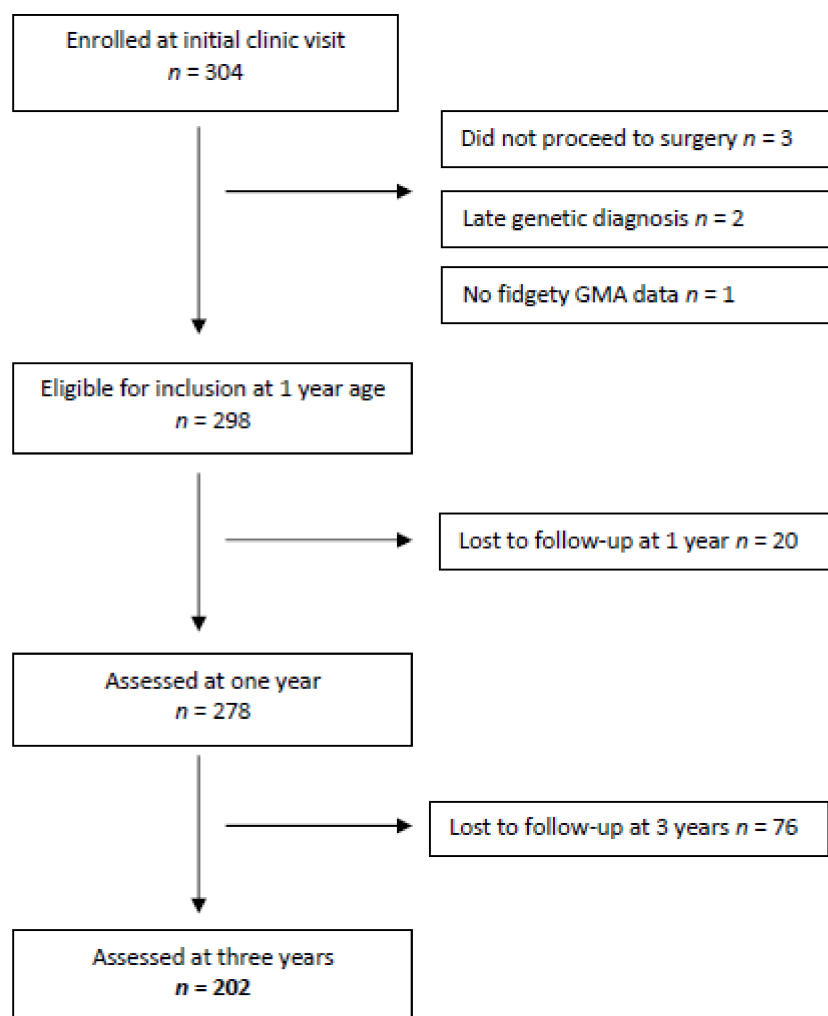 Enrolled at initial clinic visit
n = 304
Did not proceed to surgery n = 3
Late genetic diagnosis n = 2
No fidgety GMA data n = 1
Eligible for inclusion at 1 year age
n = 298
Lost to follow-up at 1 year n = 20
Assessed at one year
n = 278
Lost to follow-up at 3 years n = 76
Assessed at three years
n = 202